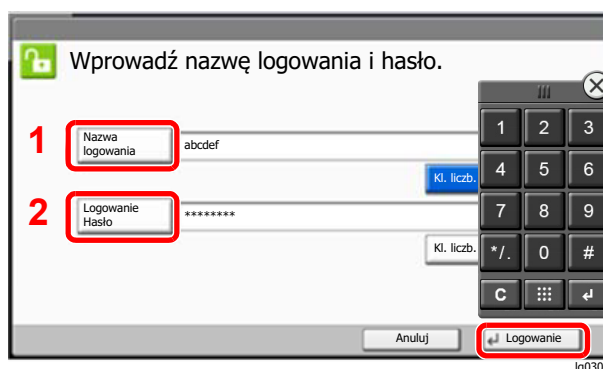 Wprowadź nazwę logowania i hasło.
1
Nazwa
logowania
abcdef
Kl. liczb.
2
Logowanie
Hasło
********
Kl. liczb.
1 2 3
4 5 6
7 8 9
*/. 0 #
C
Anuluj
Logowanie